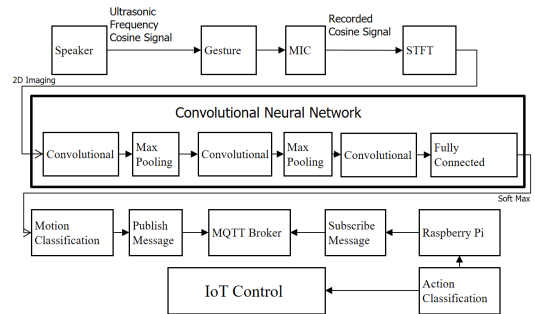 Ultrasonic
Frequency
Cosine Signal
Recorded
Cosine Signal
Speaker
Gesture
MIC
STFT
2D Imaging
Convolutional Neural Network
Convolutional
Max
Pooling
Convolutional
Max
Pooling
Convolutional
Fully
Connected
Soft Max
Motion
Classification
Publish
Message
MQTT Broker
Subscribe
Message
Raspberry Pi
IoT Control
Action
Classification